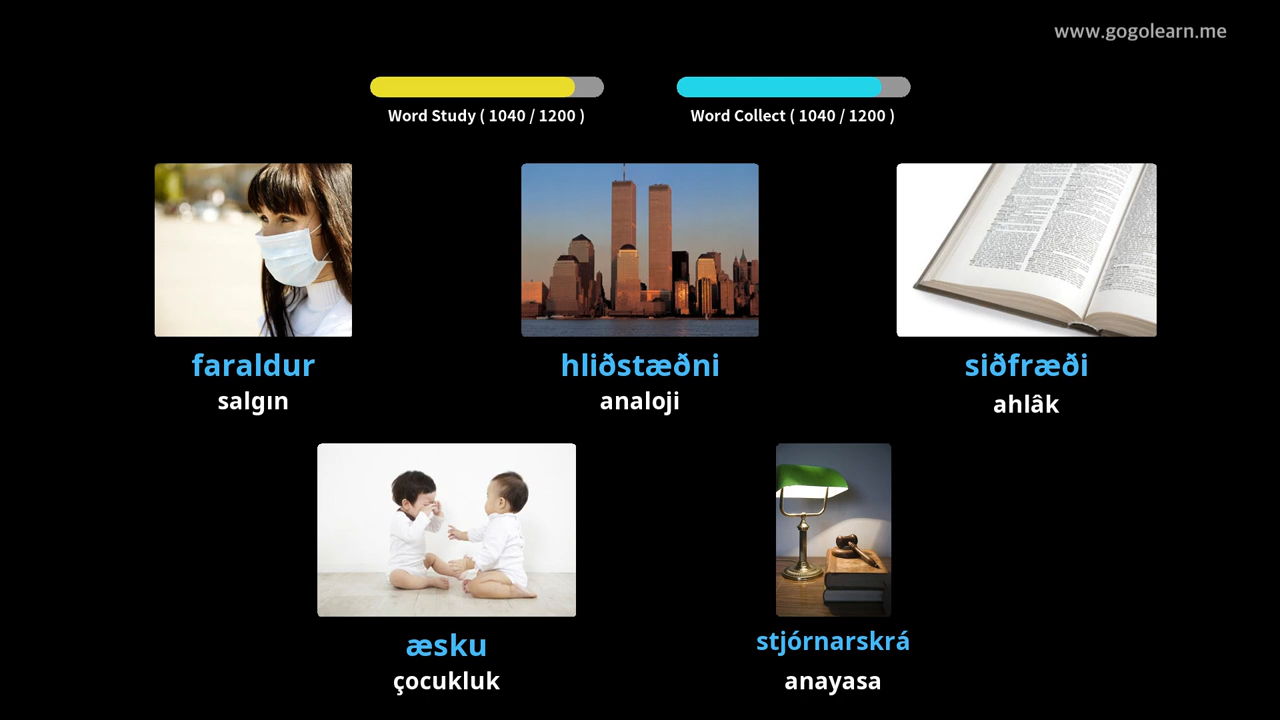 www.gogolearn.me
Word Study ( 1040 / 1200 )
Word Collect ( 1040 / 1200 )
faraldur
salgın
hliðstæðni
analoji
siðfræði
ahlâk
æsku
çocukluk
stjórnarskrá
anayasa